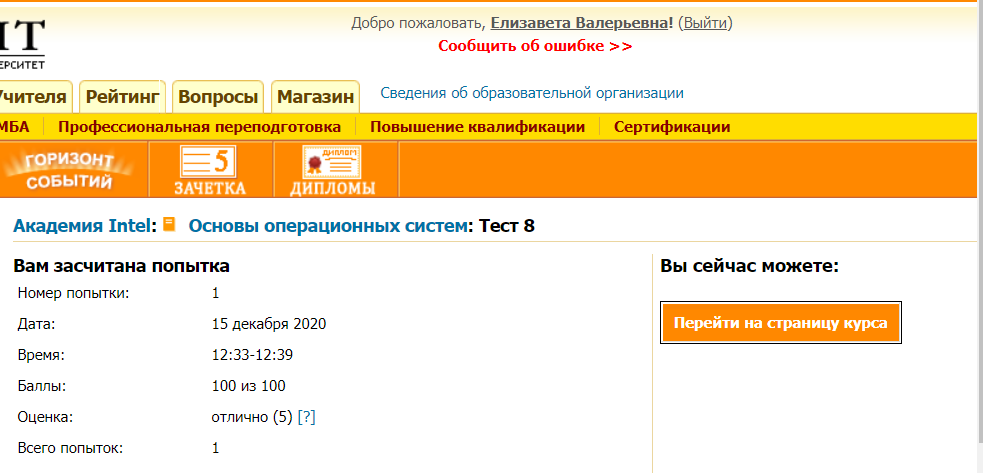 Добро пожаловать, Елизавета Валерьевна! (Выйти)
Сообщить об ошибке >>
ИТ
ЕРСИТЕТ
Учителя Рейтинг Вопросы Магазин Сведения об образовательной организации
МБА Профессиональная переподготовка Повышение квалификации Сертификации
ГОРИЗОНТ СОБЫТИЙ
5 ЗАЧЕТКА
ДИПЛОМ ДИПЛОМЫ
Академия Intel: Основы операционных систем: Тест 8
Вам засчитана попытка
Номер попытки: 1
Дата: 15 декабря 2020
Время: 12:33-12:39
Баллы: 100 из 100
Оценка: отлично (5) [?]
Всего попыток: 1
Вы сейчас можете:
Перейти на страницу курса